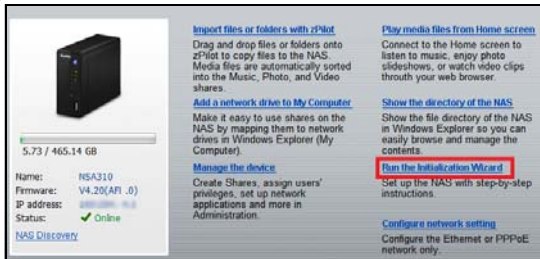 5.73 / 465.14 GB
Name: NSA310
Firmware: V4.20(AFI .0)
IP address:
Status: Online
NAS Discovery
Import files or folders with zPilot
Drag and drop files or folders onto
zPilot to copy files to the NAS.
Media files are automatically sorted
into the Music, Photo, and Video
shares.
Add a network drive to My Computer
Make it easy to use shares on the
NAS by mapping them to network
drives in Windows Explorer (My
Computer).
Manage the device
Create Shares, assign users'
privileges, set up network
applications and more in
Administration.
Play media files from Home screen
Connect to the Home screen to
listen to music, enjoy photo
slideshows, or watch video clips
throuth your web browser.
Show the directory of the NAS
Show the file directory of the NAS
in Windows Explorer so you can
easily browse and manage the
contents.
Run the Initialization Wizard
Set up the NAS with step-by-step
instructions.
Configure network setting
Configure the Ethernet or PPPoE
network only.